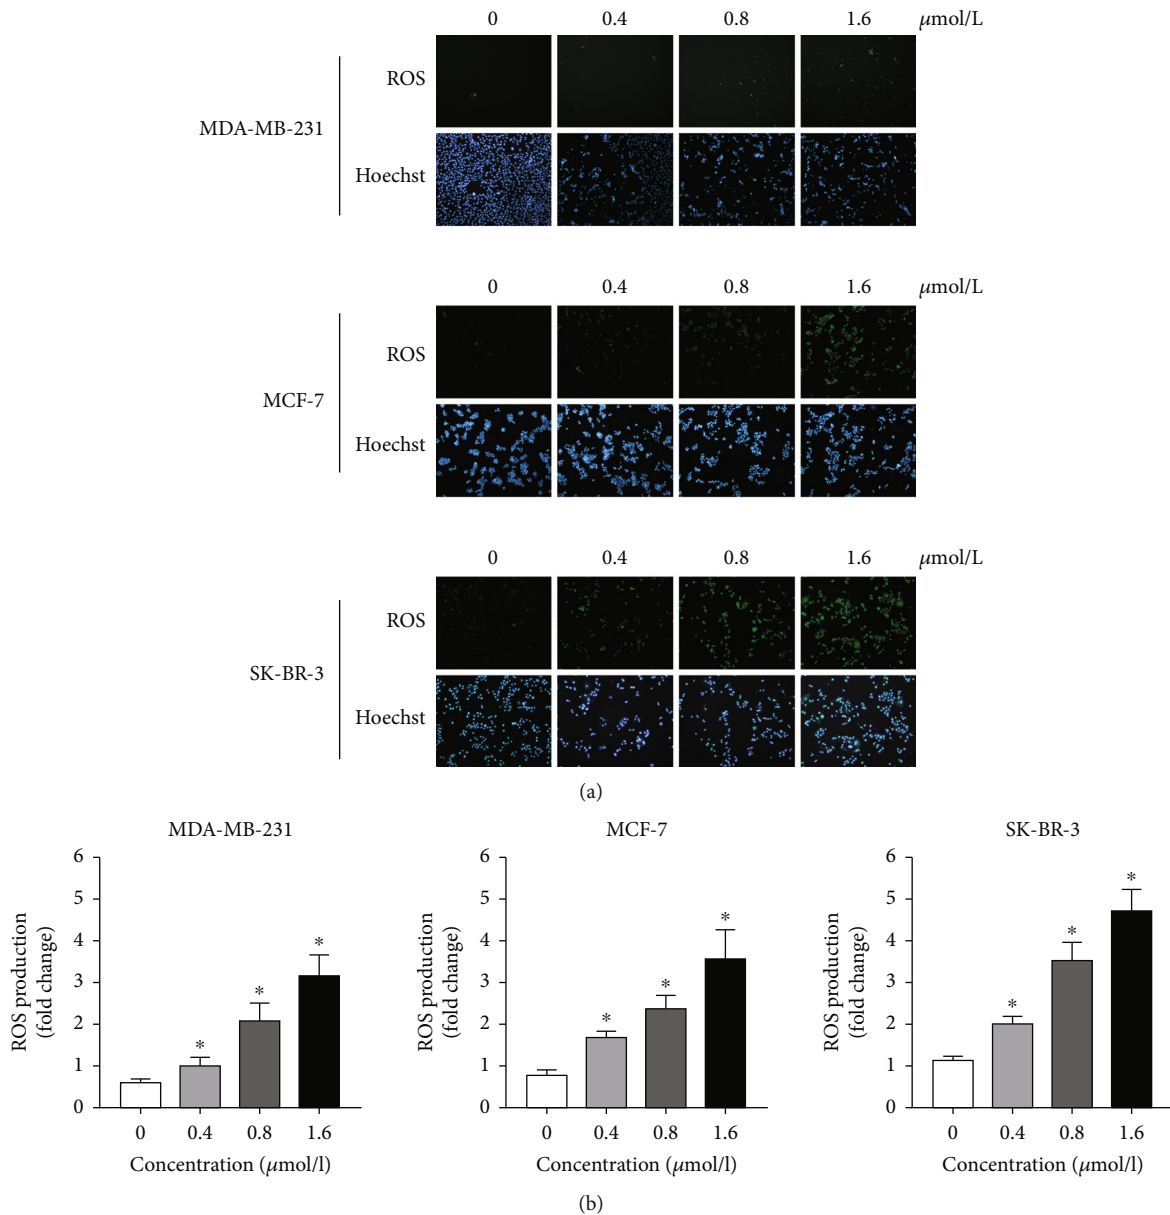 0 0.4 0.8 1.6 μmol/L
ROS
MDA-MB-231
Hoechst
0 0.4 0.8 1.6 μmol/L
ROS
MCF-7
Hoechst
0 0.4 0.8 1.6 μmol/L
ROS
SK-BR-3
Hoechst
(a)
MDA-MB-231
ROS production
(fold change)
6
5
4
3
2
1
0
* * *
0 0.4 0.8 1.6
Concentration (μmol/l)
MCF-7
ROS production
(fold change)
6
5
4
3
2
1
0
* * *
0 0.4 0.8 1.6
Concentration (μmol/l)
SK-BR-3
ROS production
(fold change)
6
5
4
3
2
1
0
* * *
0 0.4 0.8 1.6
Concentration (μmol/l)
(b)